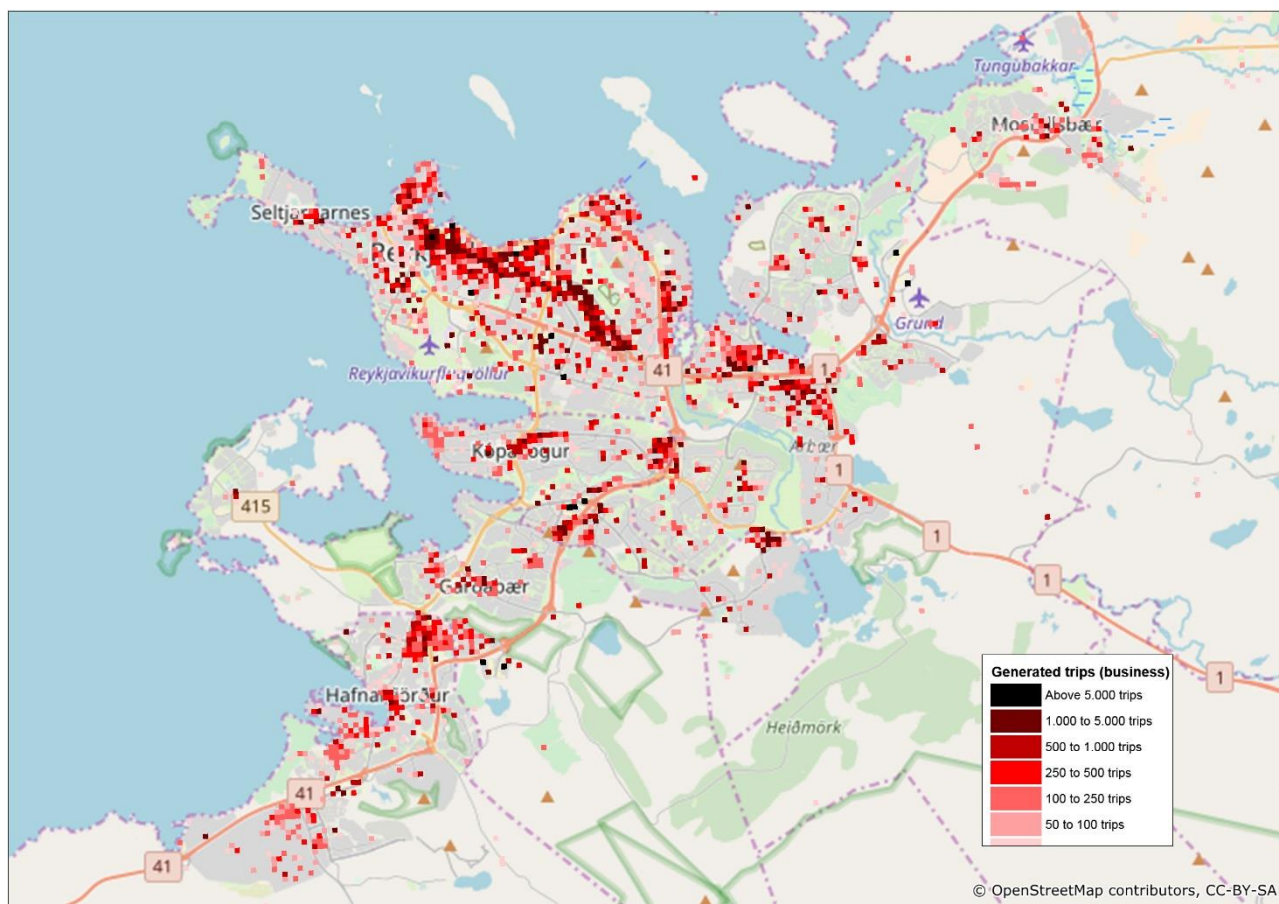 Tungubakkar
Seltjarnarnes
Grund
Reykjavíkurflugvöllur
41
1
Kópavogur
Árbær
1
415
1
1
Garðabær
1
Hafnarfjörður
Heiðmörk
41
41
Generated trips (business)
Above 5.000 trips
1.000 to 5.000 trips
500 to 1.000 trips
250 to 500 trips
100 to 250 trips
50 to 100 trips
© OpenStreetMap contributors, CC-BY-SA